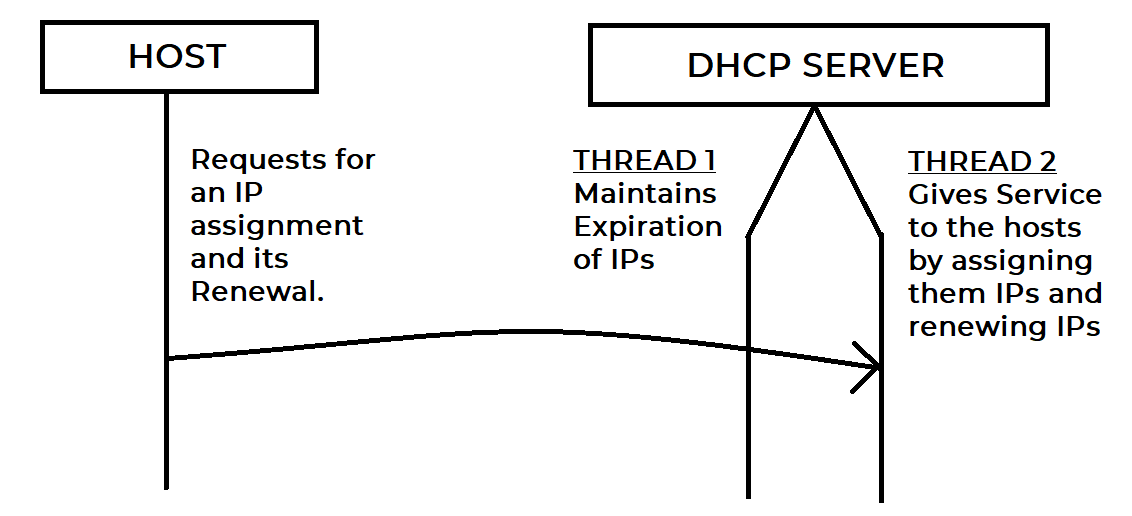 HOST
DHCP SERVER
Requests for
an IP
assignment
and its
Renewal.
THREAD 1
Maintains
Expiration
of IPs
THREAD 2
Gives Service
to the hosts
by assigning
them IPs and
renewing IPs